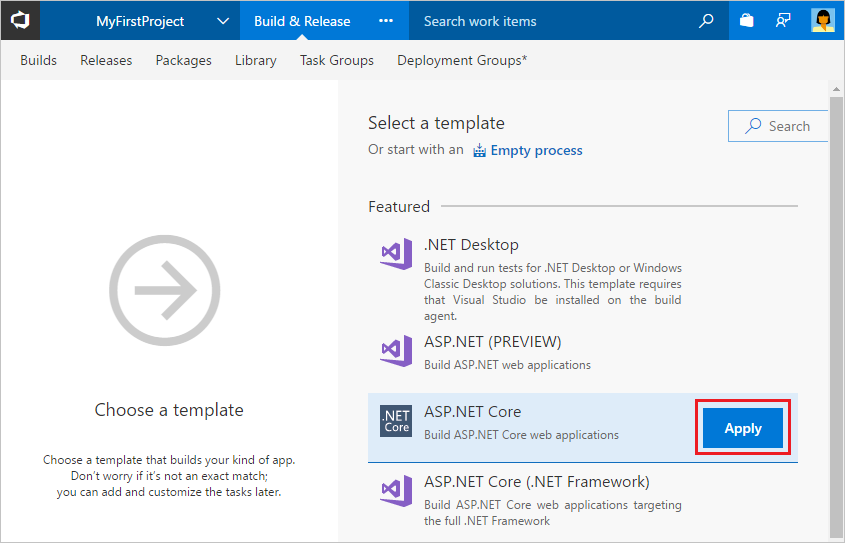 MyFirstProject
Build & Release
Search work items
Builds
Releases
Packages
Library
Task Groups
Deployment Groups*
Choose a template
Choose a template that builds your kind of app.
Don't worry if it's not an exact match;
you can add and customize the tasks later.
Select a template
Search
Or start with an Empty process
Featured
.NET Desktop
Build and run tests for .NET Desktop or Windows
Classic Desktop solutions. This template requires
that Visual Studio be installed on the build
agent.
ASP.NET (PREVIEW)
Build ASP.NET web applications
.NET
Core
ASP.NET Core
Build ASP.NET Core web applications
Apply
ASP.NET Core (.NET Framework)
Build ASP.NET Core web applications targeting
the full .NET Framework